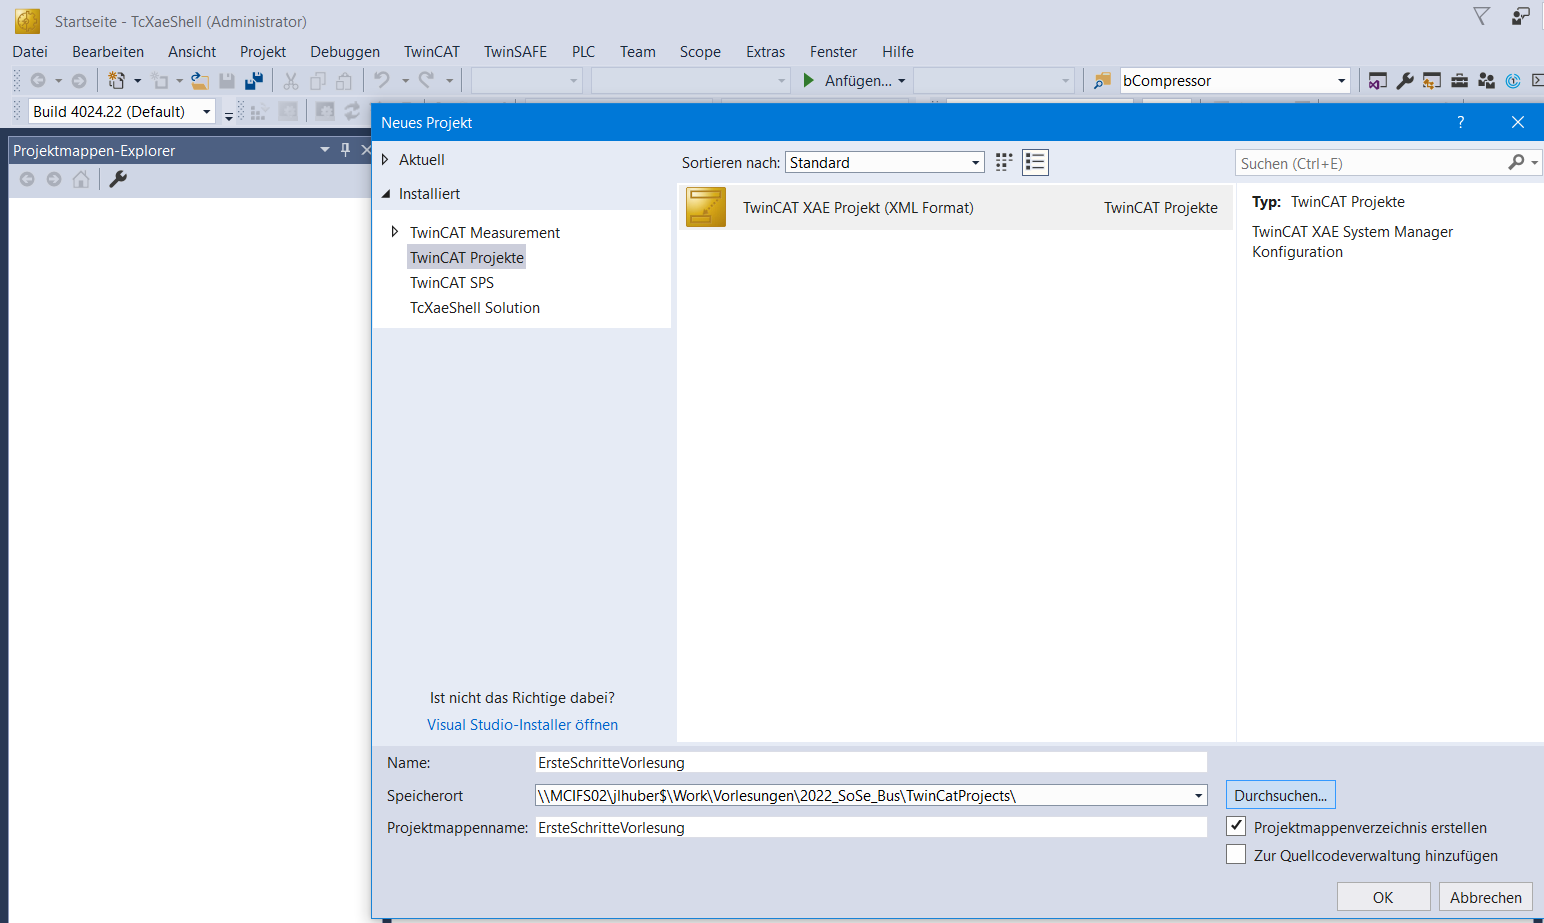 Startseite - TcXaeShell (Administrator)
Datei Bearbeiten Ansicht Projekt Debuggen TwinCAT TwinSAFE PLC Team Scope Extras Fenster Hilfe
Anfügen... bCompressor
Build 4024.22 (Default)
Projektmappen-Explorer
Neues Projekt ?
Aktuell
Installiert
TwinCAT Measurement
TwinCAT Projekte
TwinCAT SPS
TcXaeShell Solution
Ist nicht das Richtige dabei?
Visual Studio-Installer öffnen
Sortieren nach: Standard
Suchen (Ctrl+E)
TwinCAT XAE Projekt (XML Format) TwinCAT Projekte
Typ: TwinCAT Projekte
TwinCAT XAE System Manager
Konfiguration
Name: ErsteSchritteVorlesung
Speicherort \\MCIFS02\jlhuber$\Work\Vorlesungen\2022_SoSe_Bus\TwinCatProjects\ Durchsuchen...
Projektmappenname: ErsteSchritteVorlesung Projektmappenverzeichnis erstellen
Zur Quellcodeverwaltung hinzufügen
OK Abbrechen